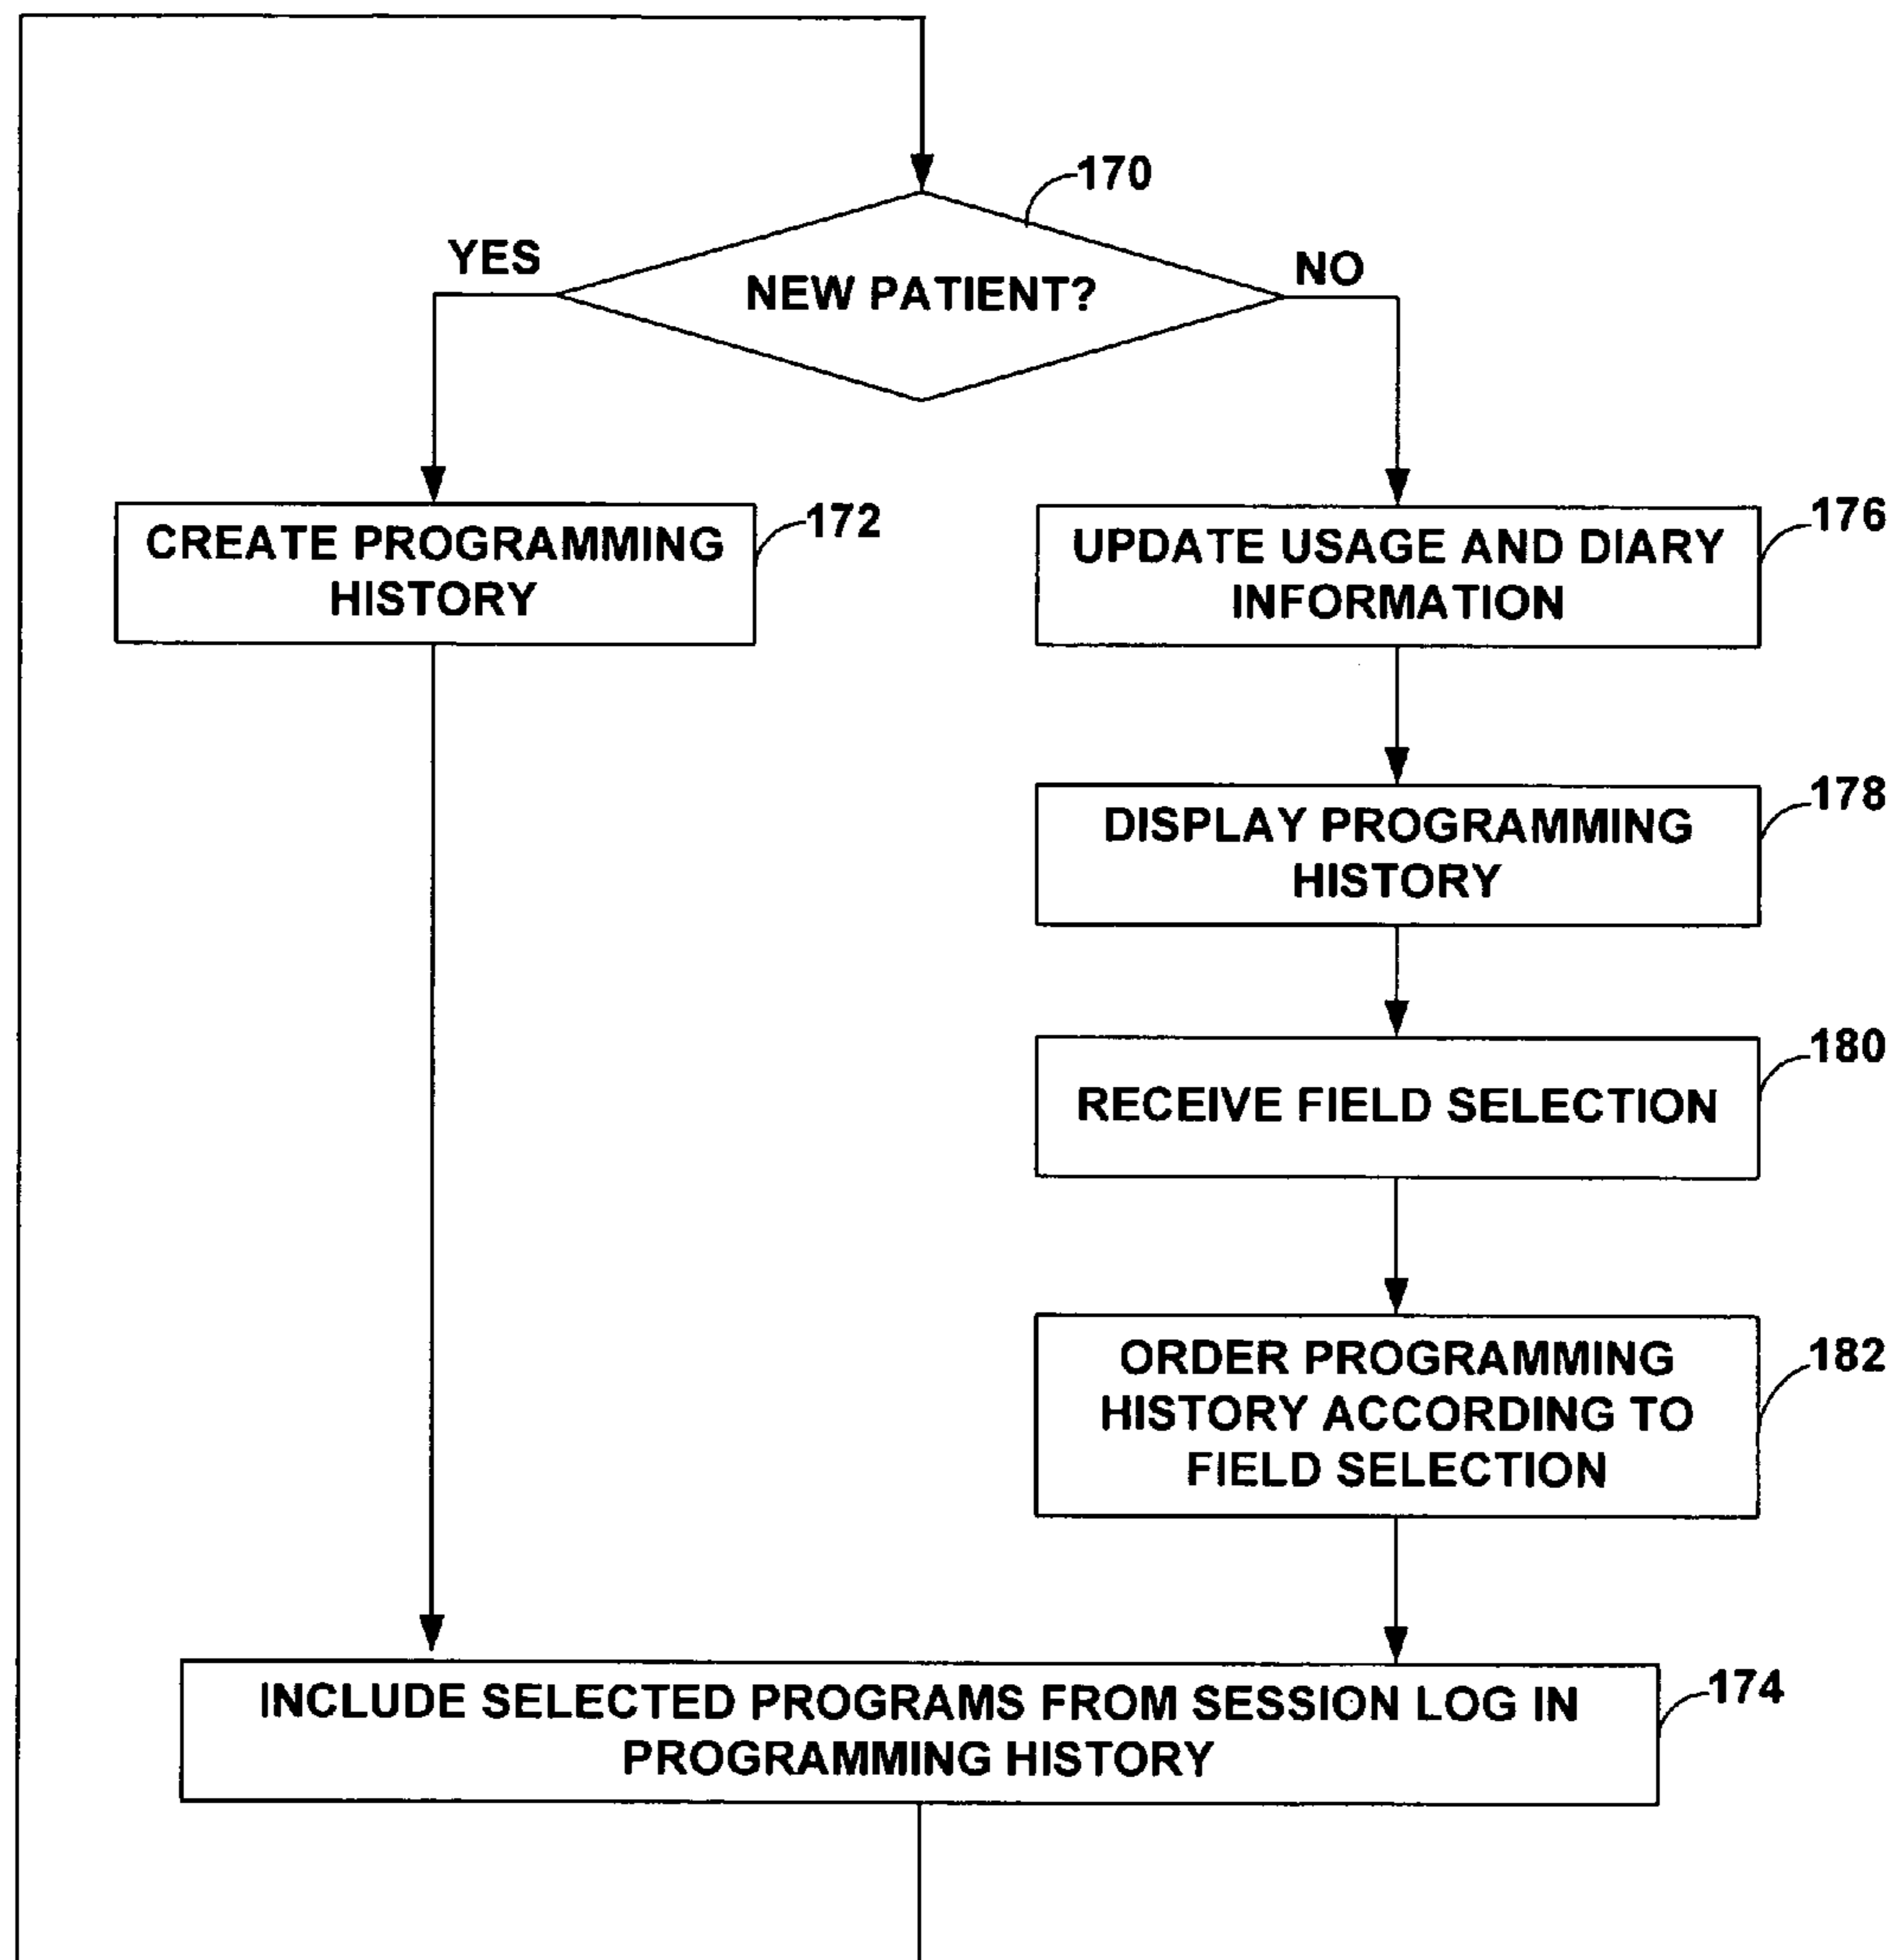 170
YES
NO
NEW PATIENT?
CREATE PROGRAMMING
HISTORY
172
UPDATE USAGE AND DIARY
INFORMATION
176
DISPLAY PROGRAMMING
HISTORY
178
RECEIVE FIELD SELECTION
180
ORDER PROGRAMMING
HISTORY ACCORDING TO
FIELD SELECTION
182
INCLUDE SELECTED PROGRAMS FROM SESSION LOG IN
PROGRAMMING HISTORY
174